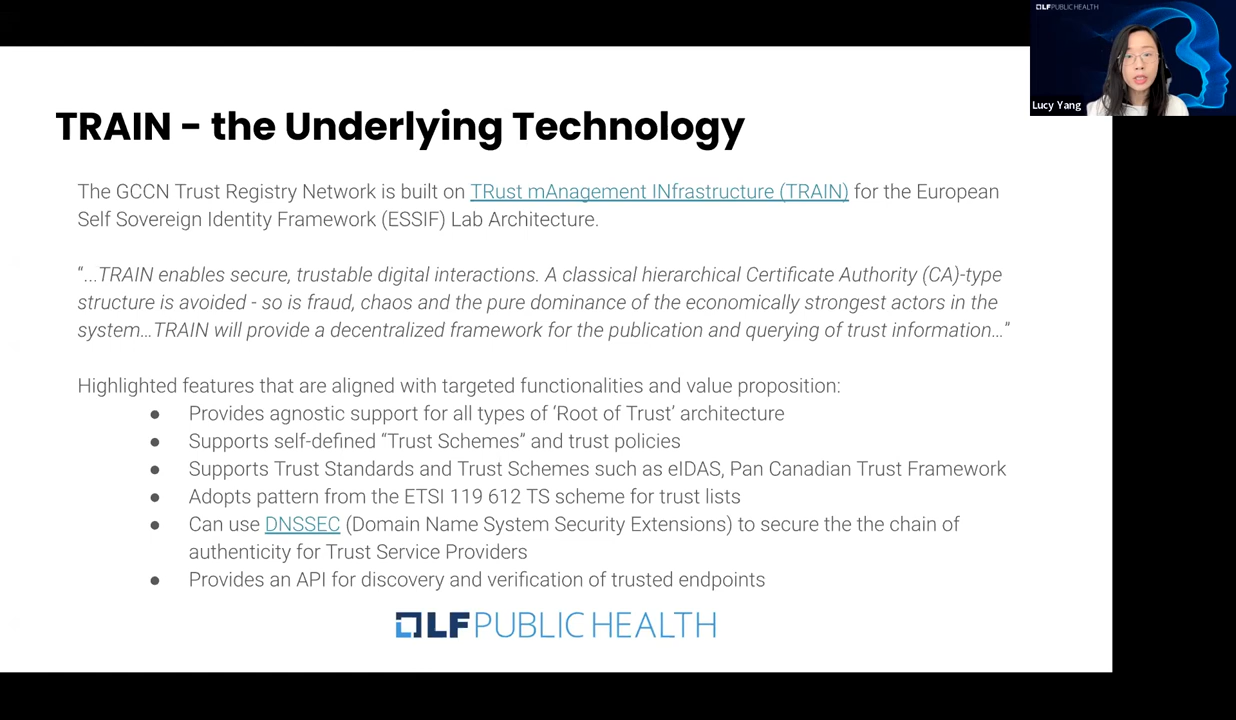 LFPUBLICHEALTH
Lucy Yang
TRAIN - the Underlying Technology
The GCCN Trust Registry Network is built on TRust mAnagement INfrastructure (TRAIN) for the European
Self Sovereign Identity Framework (ESSIF) Lab Architecture.
"...TRAIN enables secure, trustable digital interactions. A classical hierarchical Certificate Authority (CA)-type
structure is avoided - so is fraud, chaos and the pure dominance of the economically strongest actors in the
system...TRAIN will provide a decentralized framework for the publication and querying of trust information..."
Highlighted features that are aligned with targeted functionalities and value proposition:
● Provides agnostic support for all types of ‘Root of Trust’ architecture
● Supports self-defined “Trust Schemes” and trust policies
● Supports Trust Standards and Trust Schemes such as eIDAS, Pan Canadian Trust Framework
● Adopts pattern from the ETSI 119 612 TS scheme for trust lists
● Can use DNSSEC (Domain Name System Security Extensions) to secure the the chain of
authenticity for Trust Service Providers
● Provides an API for discovery and verification of trusted endpoints
LFPUBLICHEALTH